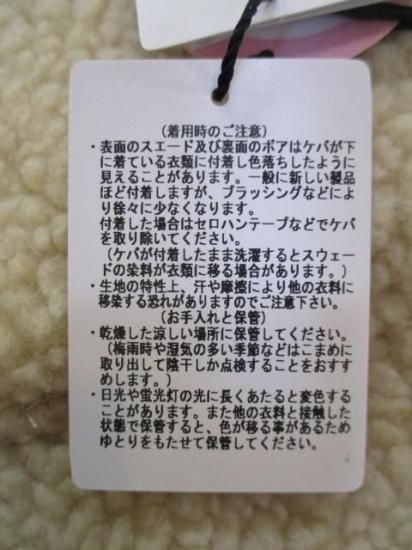 (着用時のご注意)
・表面のスエード及び裏面のボアはケバが下
に着ている衣類に付着し色落ちしたように
見えることがあります。一般に新しい製品
ほど付着しますが、ブラッシングなどによ
り徐々に少なくなります。
付着した場合はセロハンテープなどでケバ
を取り除いてください。
(ケバが付着したまま洗濯するとスウェー
ドの染料が衣類に移る場合があります。)
・生地の特性上、汗や摩擦により他の衣料に
移染する恐れがありますのでご注意下さい。
(お手入れと保管)
・乾燥した涼しい場所に保管してください。
(梅雨時や湿気の多い季節などはこまめに
取り出して陰干しか点検することをおすす
めします。)
・日光や蛍光灯の光に長くあたると変色する
ことがあります。また他の衣料と接触した
状態で保管すると、色が移る事があるため
ゆとりをもたせて保管してください。